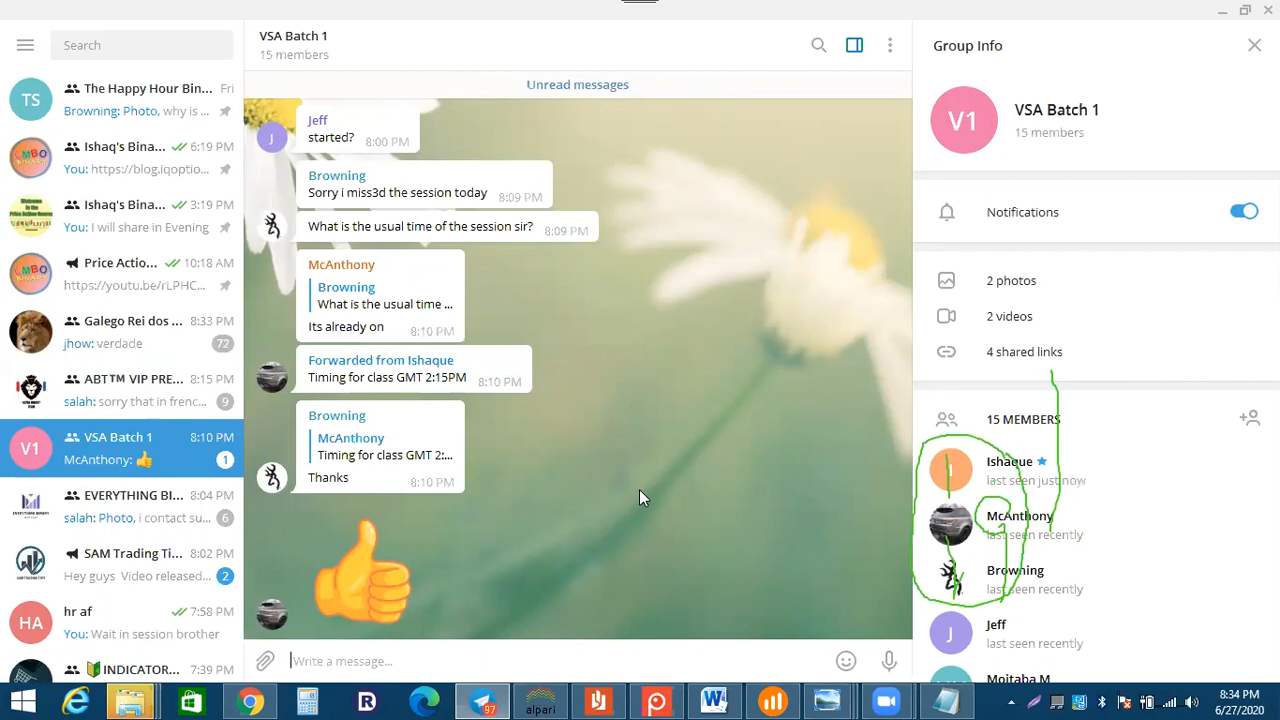 Search
TS
The Happy Hour Bin...
Fri
Browning: Photo, why is ...
Ishaq's Bina...
6:19 PM
You: https://blog.iqoption...
Ishaq's Bina...
3:19 PM
You: I will share in Evening
Price Actio...
10:18 AM
https://youtu.be/rLPHC...
Galego Rei dos ...
8:33 PM
jhow: verdade
72
ABT™ VIP PRE...
8:15 PM
salah: sorry that in frenc...
9
V1
VSA Batch 1
8:10 PM
McAnthony: 👍
1
EVERYTHING BI...
8:04 PM
salah: Photo, i contact su...
6
SAM Trading Ti...
8:02 PM
Hey guys Video released...
2
HA
hr af
7:58 PM
You: Wait in session brother
INDICATOR...
7:39 PM
VSA Batch 1
15 members
Unread messages
Jeff
J
started?
8:00 PM
Browning
Sorry i miss3d the session today
8:09 PM
What is the usual time of the session sir?
8:09 PM
McAnthony
Browning
What is the usual time ...
Its already on
8:10 PM
Forwarded from Ishaque
Timing for class GMT 2:15PM
8:10 PM
Browning
McAnthony
Timing for class GMT 2:...
Thanks
8:10 PM
Write a message...
Group Info
V1
VSA Batch 1
15 members
Notifications
2 photos
2 videos
4 shared links
15 MEMBERS
I
Ishaque
last seen just now
McAnthony
last seen recently
Browning
last seen recently
J
Jeff
last seen recently
Mojtaba M
97
alpari
8:34 PM
6/27/2020